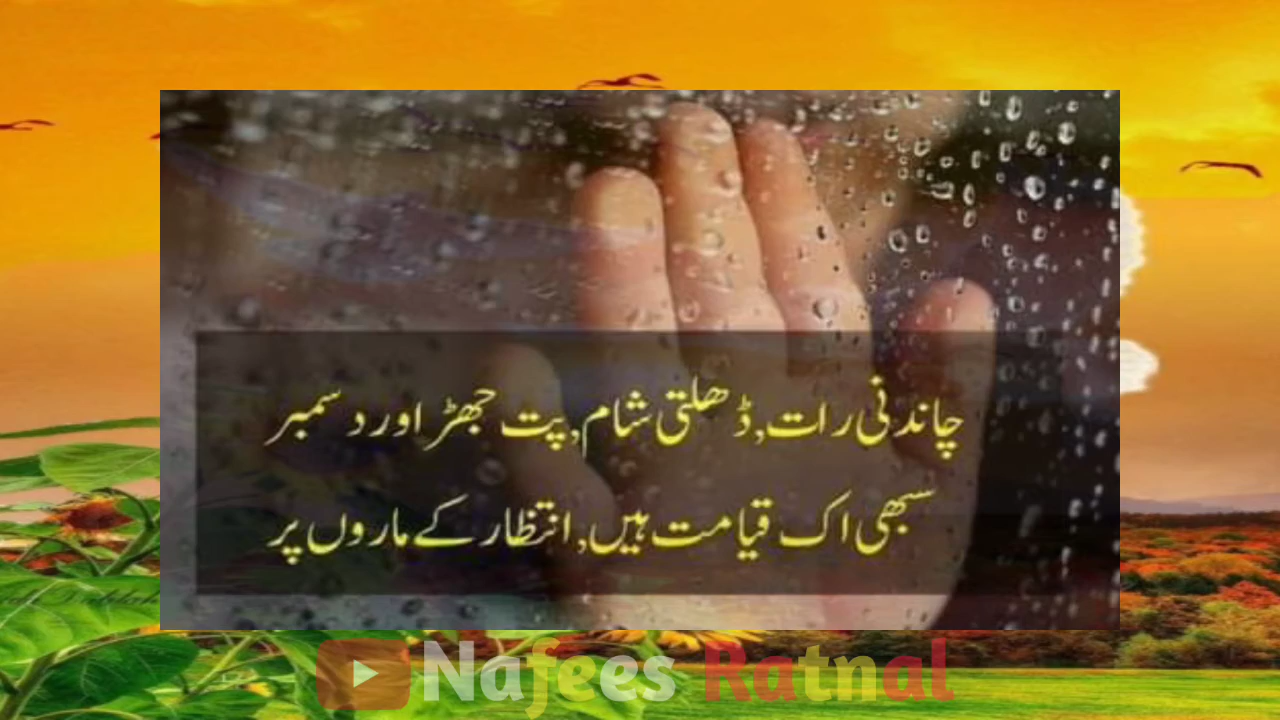 چاندنی رات, ڈھلتی شام, پت جھڑ اور دسمبر
سبھی اک قیامت ہیں, انتظار کے ماروں پر
Nafees Ratnal